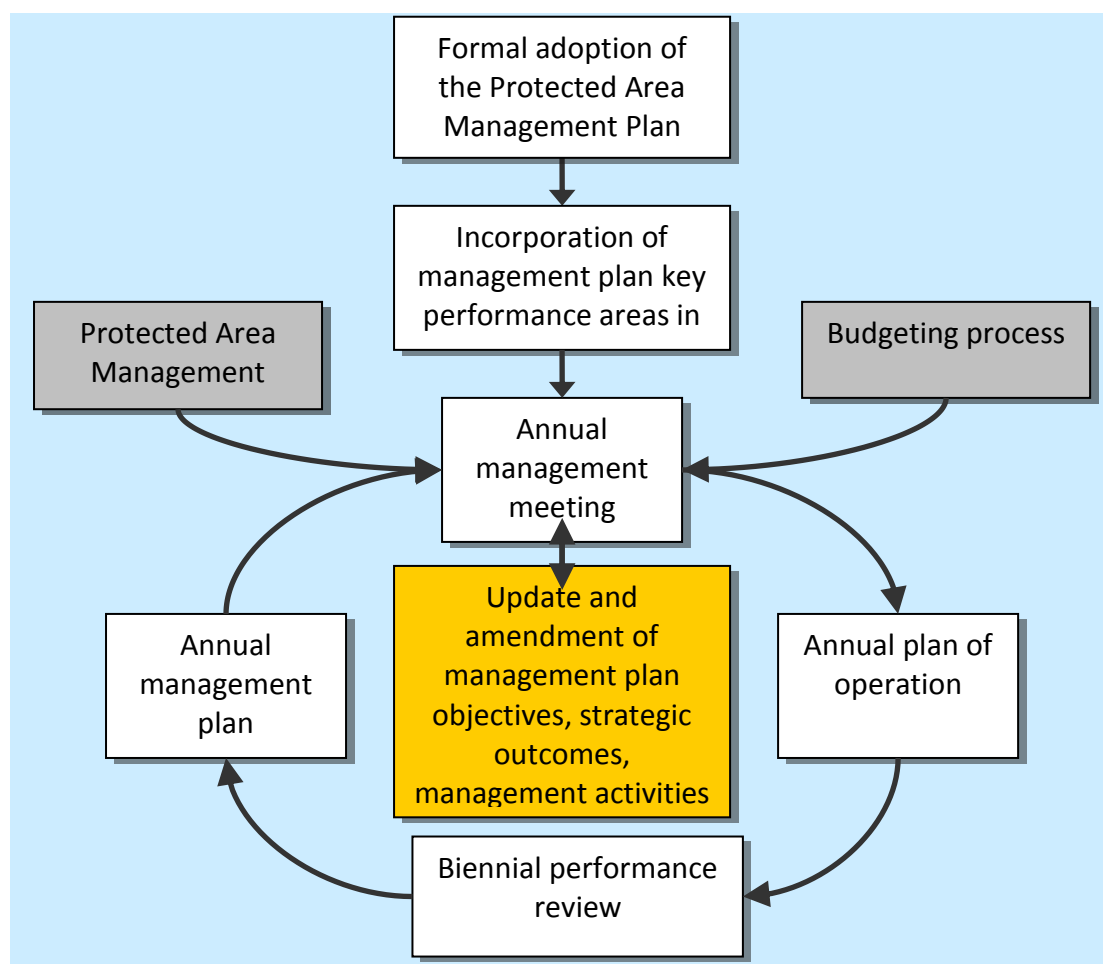 Formal adoption of
the Protected Area
Management Plan
Incorporation of
management plan key
performance areas in
Protected Area
Management
Budgeting process
Annual
management
meeting
Update and
amendment of
management plan
objectives, strategic
outcomes,
management activities
Annual
management
plan
Annual plan of
operation
Biennial performance
review